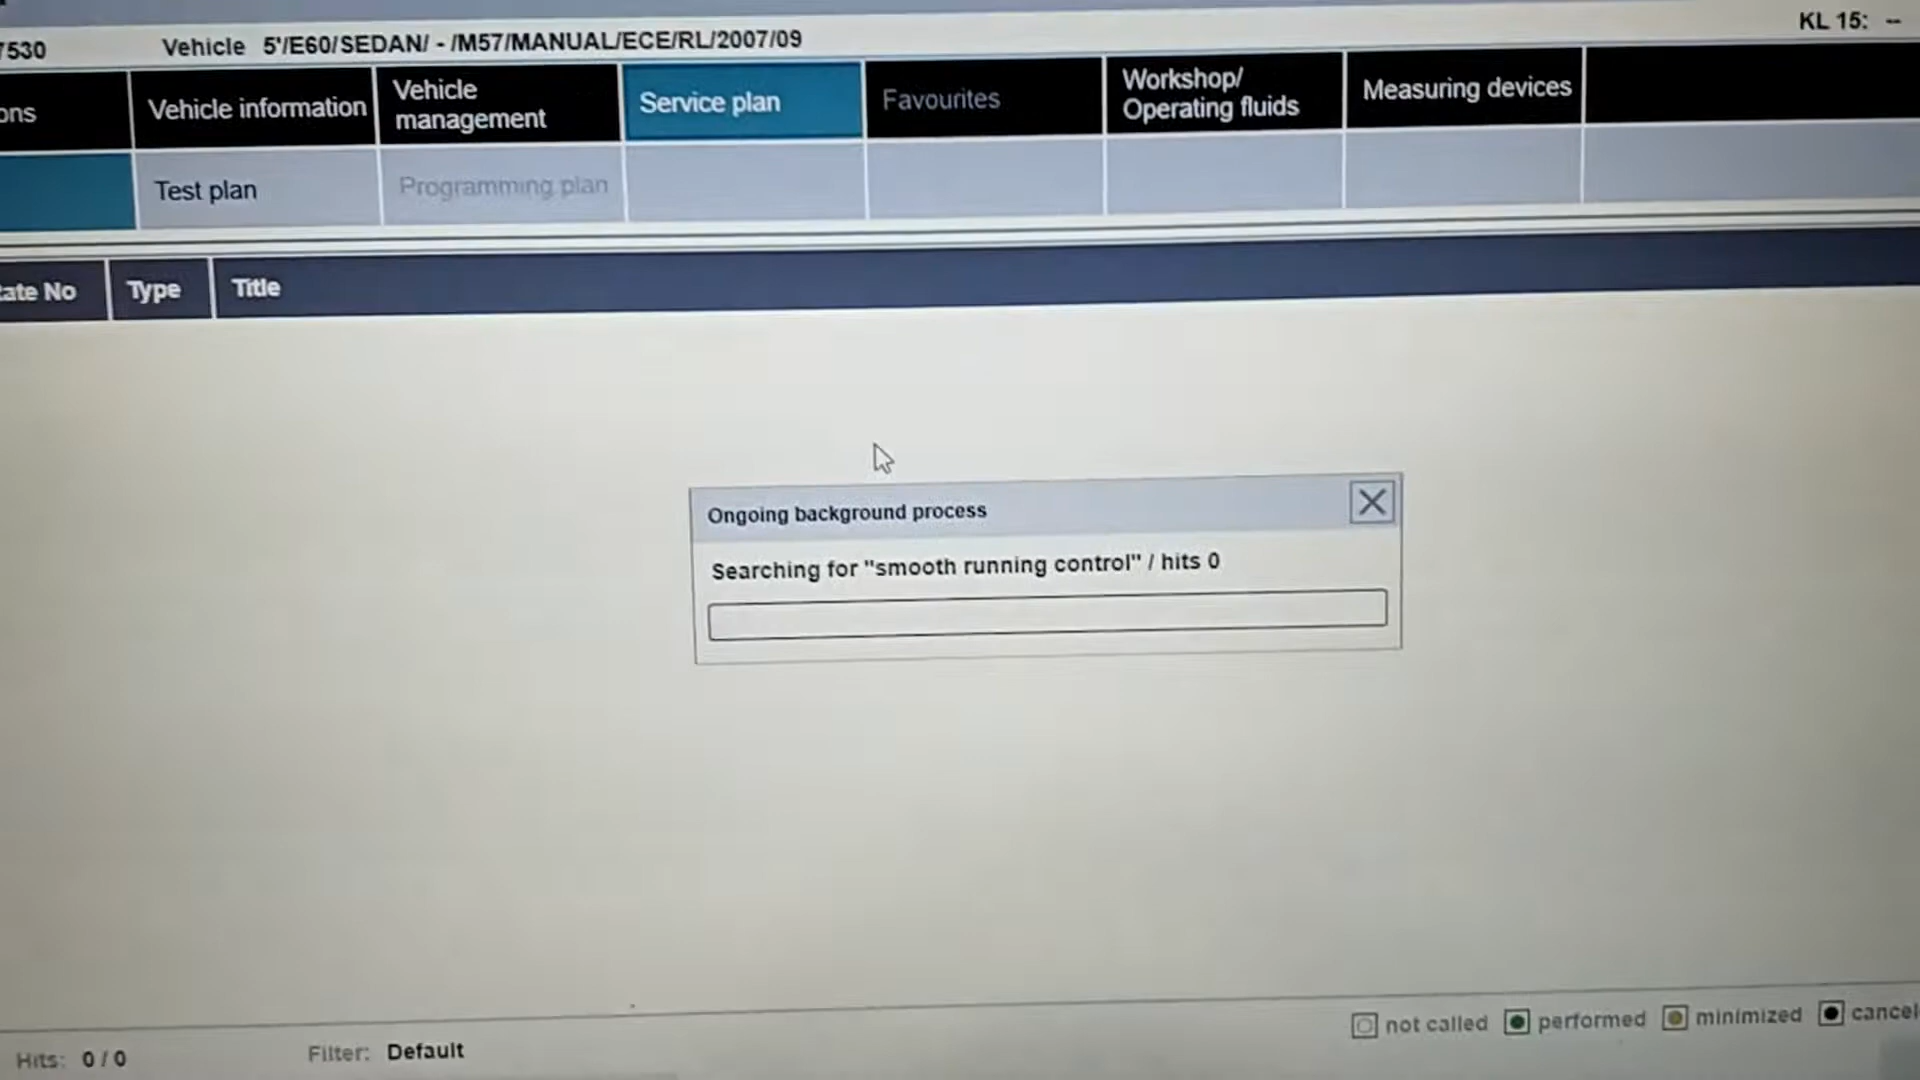 7530
Vehicle 5'/E60/SEDAN/ - /M57/MANUAL/ECE/RL/2007/09
KL 15: --
ons
Vehicle information
Vehicle
management
Service plan
Favourites
Workshop/
Operating fluids
Measuring devices
Test plan
Programming plan
ate No
Type
Title
Ongoing background process
Searching for "smooth running control" / hits 0
not called
performed
minimized
cancel
Hits: 0 / 0
Filter: Default